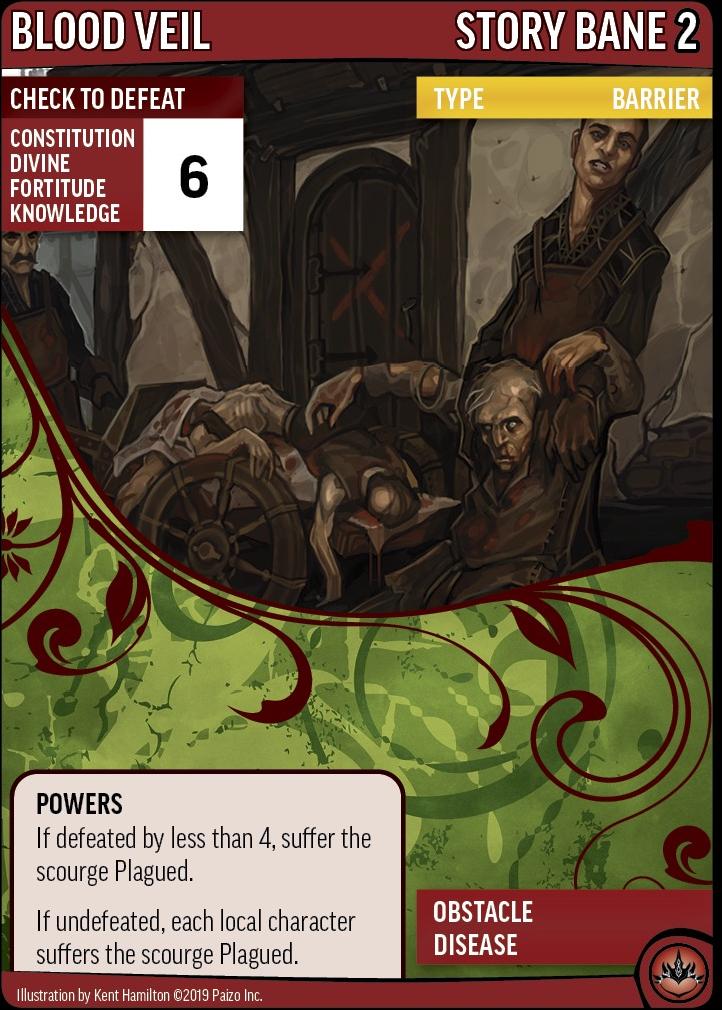 BLOOD VEIL STORY BANE 2
CHECK TO DEFEAT
TYPE BARRIER
CONSTITUTION
DIVINE
FORTITUDE
KNOWLEDGE
6
POWERS
If defeated by less than 4, suffer the
scourge Plagued.
If undefeated, each local character
suffers the scourge Plagued.
OBSTACLE
DISEASE
Illustration by Kent Hamilton ©2019 Paizo Inc.